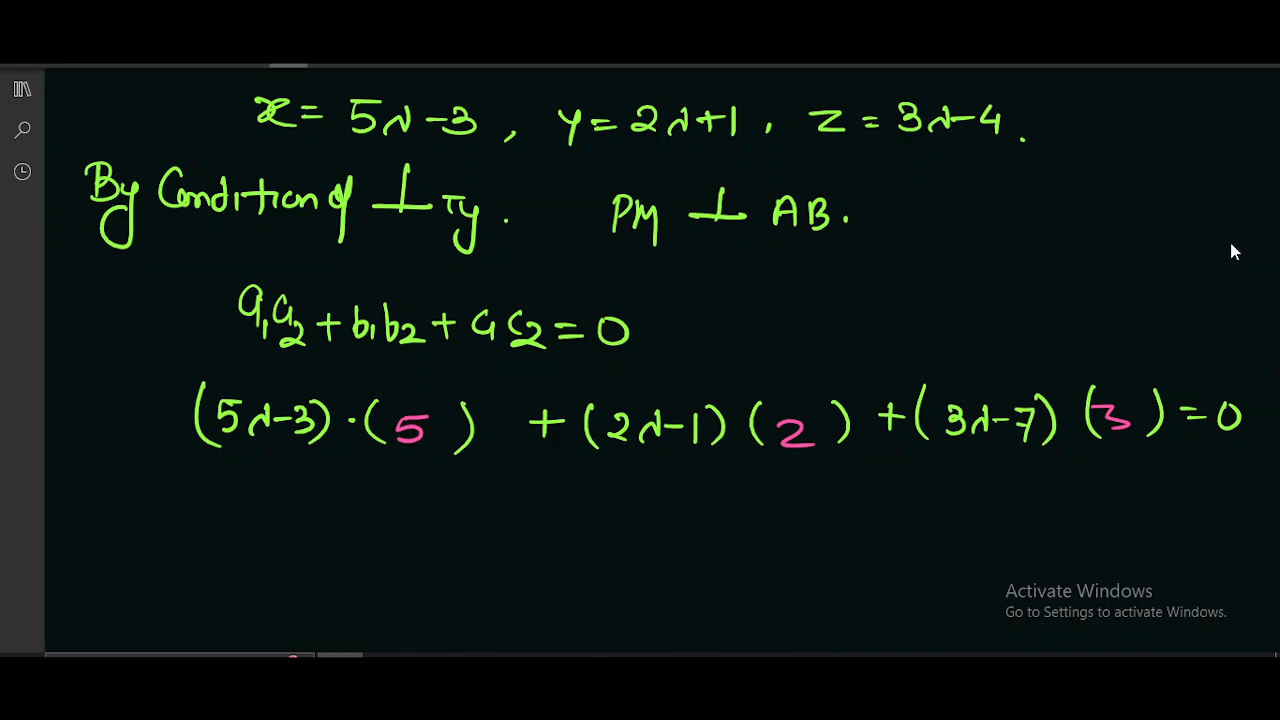 x = 5λ-3 , y = 2λ+1 , z = 3λ-4 .
By Condition of ⊥ Ty . PM ⊥ AB .
a₁a₂ + b₁b₂ + c₁c₂ = 0
(5λ-3)·(5) + (2λ-1)(2) + (3λ-7)(3) = 0
Activate Windows
Go to Settings to activate Windows.